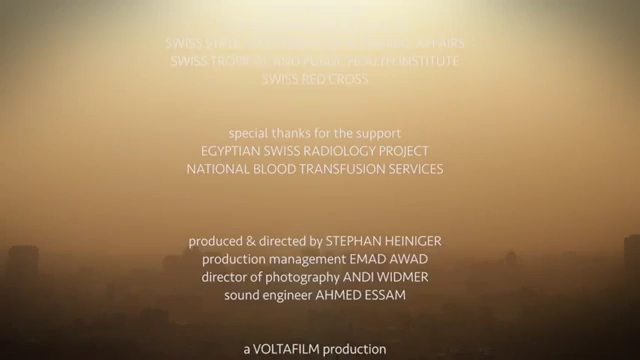 SWISS AFFAIRS
SWISS TROPICAL AND PUBLIC HEALTH INSTITUTE
SWISS RED CROSS
special thanks for the support
EGYPTIAN SWISS RADIOLOGY PROJECT
NATIONAL BLOOD TRANSFUSION SERVICES
produced & directed by STEPHAN HEINIGER
production management EMAD AWAD
director of photography ANDI WIDMER
sound engineer AHMED ESSAM
a VOLTAFILM production